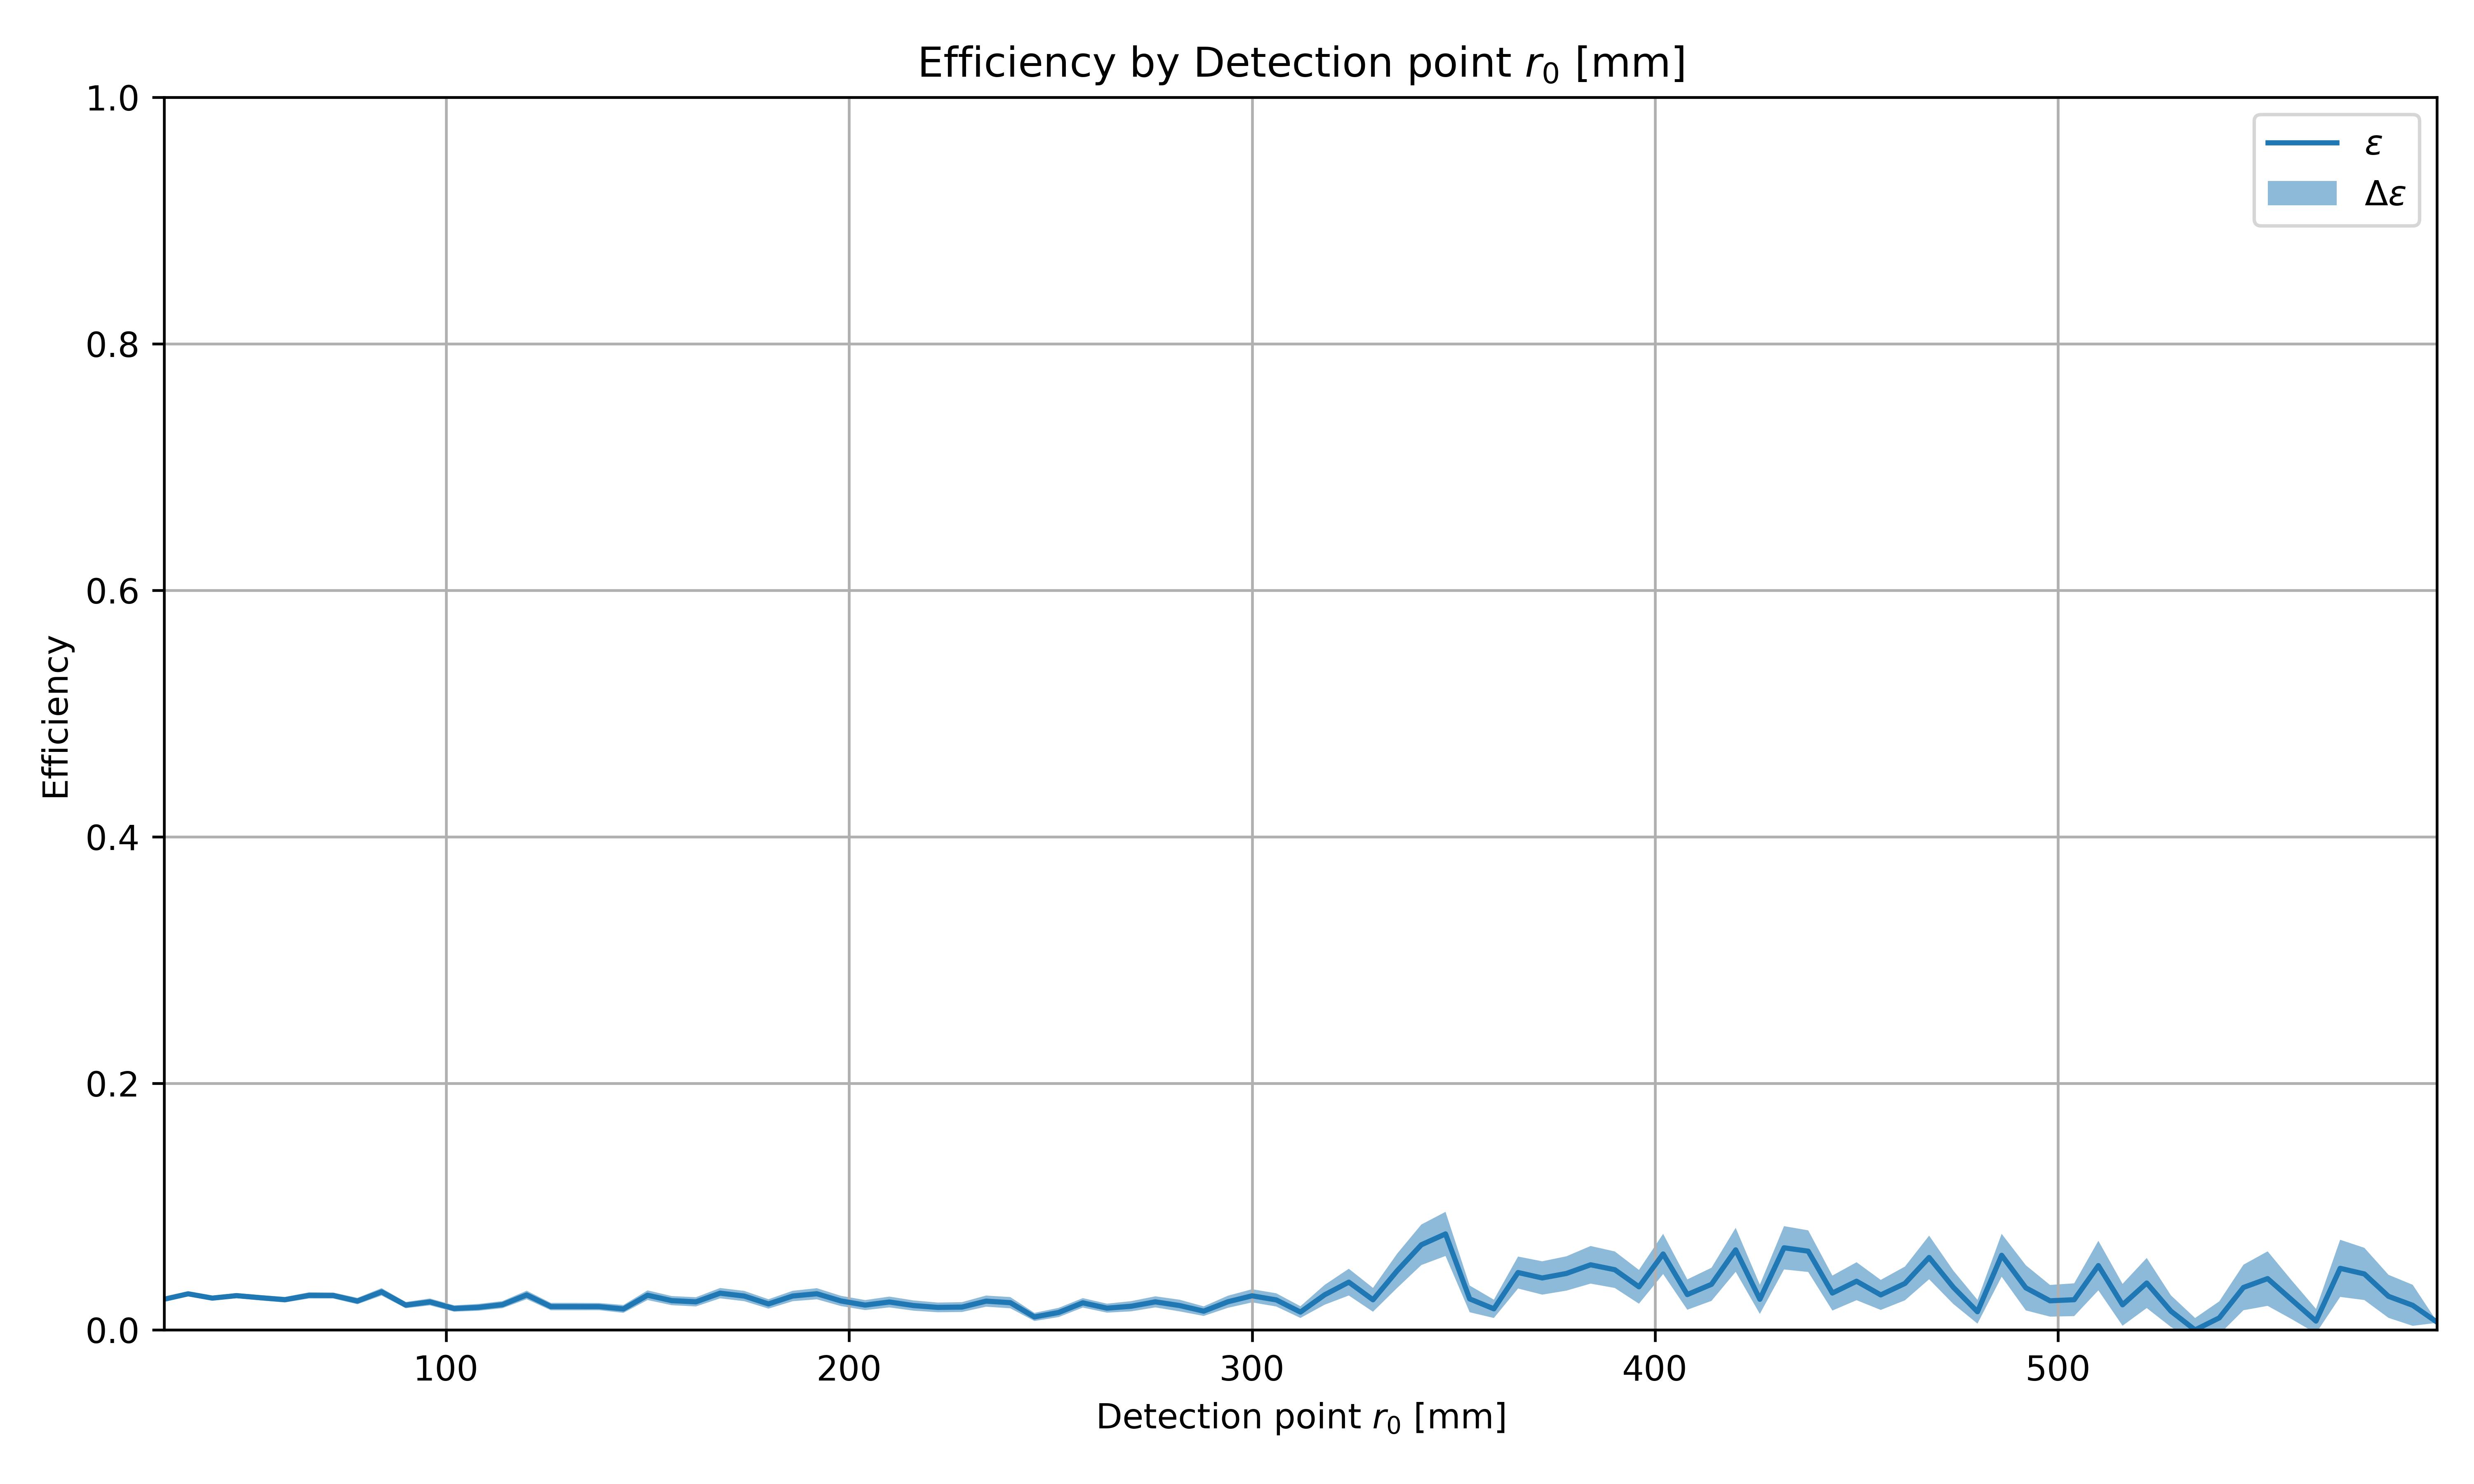 Efficiency by Detection point r₀ [mm]
1.0
0.8
0.6
0.4
0.2
0.0
Efficiency
ε
Δε
100 200 300 400 500
Detection point r₀ [mm]